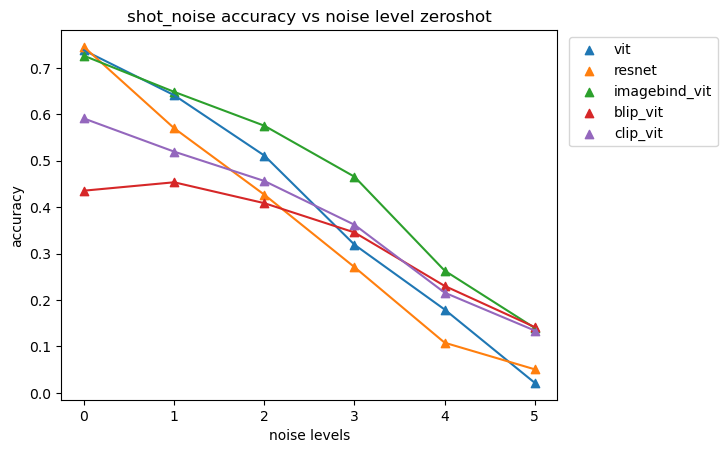 shot_noise accuracy vs noise level zeroshot
vit
resnet
imagebind_vit
blip_vit
clip_vit
accuracy
0.7
0.6
0.5
0.4
0.3
0.2
0.1
0.0
0 1 2 3 4 5
noise levels